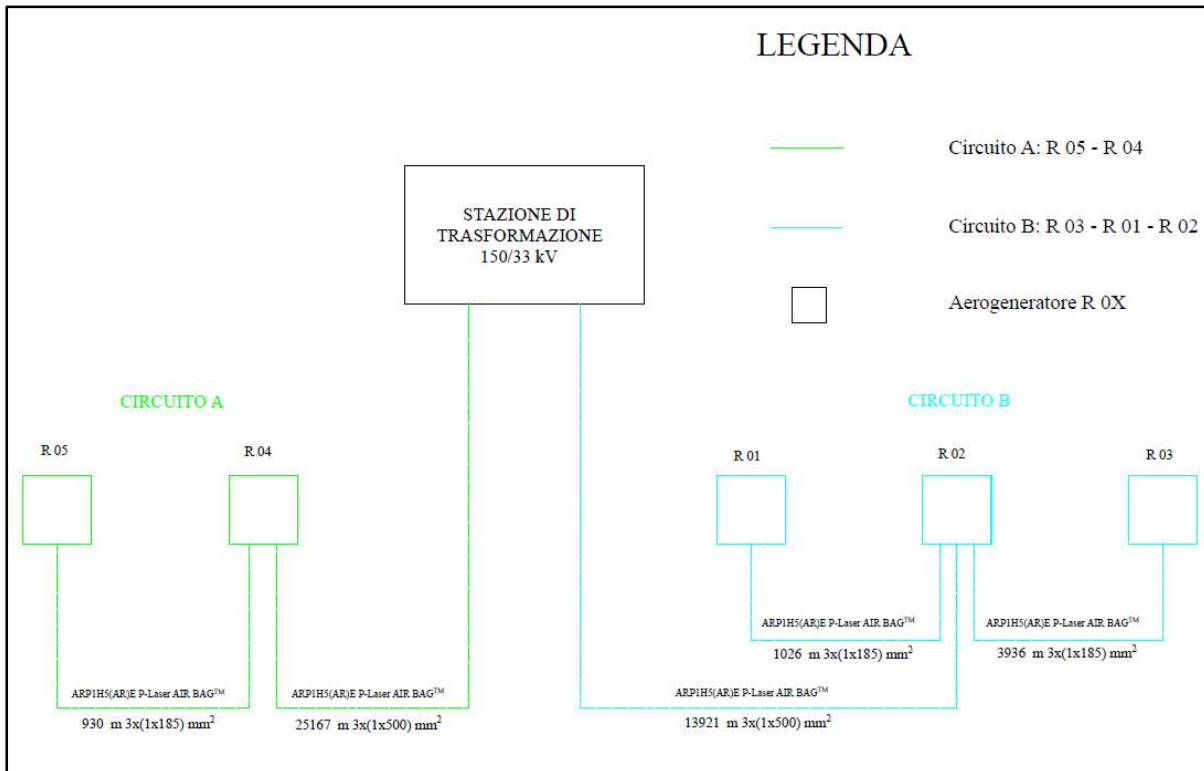 LEGENDA
Circuito A: R 05 - R 04
STAZIONE DI
TRASFORMAZIONE
150/33 kV
Circuito B: R 03 - R 01 - R 02
Aerogeneratore R 0X
CIRCUITO A
CIRCUITO B
R 05
R 04
R 01
R 02
R 03
ARP1H5(AR)E P-Laser AIR BAG™
1026 m 3x(1x185) mm²
ARP1H5(AR)E P-Laser AIR BAG™
3936 m 3x(1x185) mm²
ARP1H5(AR)E P-Laser AIR BAG™
930 m 3x(1x185) mm²
ARP1H5(AR)E P-Laser AIR BAG™
25167 m 3x(1x500) mm²
ARP1H5(AR)E P-Laser AIR BAG™
13921 m 3x(1x500) mm²